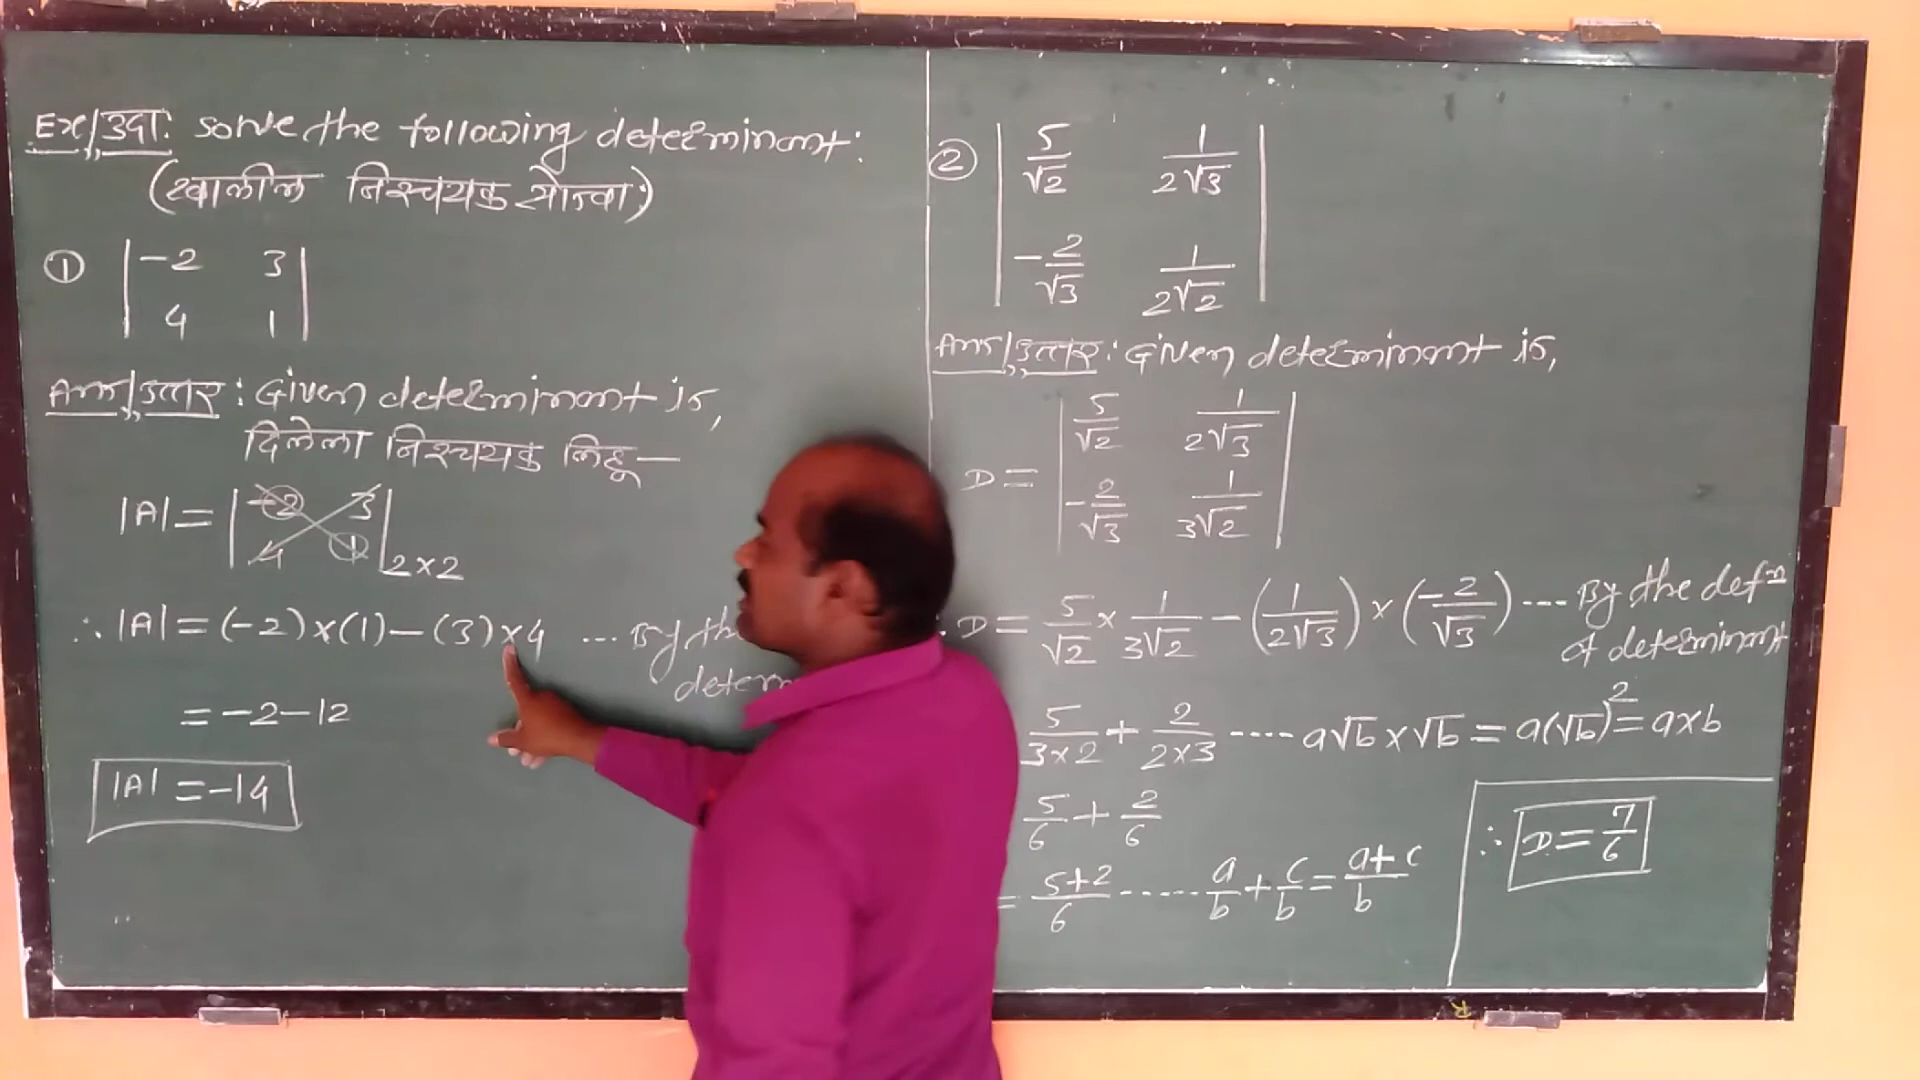 Ex/उदा: Solve the following determinant:
(खालील निश्चयक सोडवा:)
① | -2 3 |
| 4 1 |
Ans/उत्तर: Given determinant is,
दिलेला निश्चयक लिहू—
|A| = | -2 3 |
| 4 1 | 2×2
∴ |A| = (-2)×(1) - (3)×4 ... By the
determ
= -2-12
|A| = -14
② | 5/√2 1/2√3 |
| -2/√3 1/2√2 |
Ans/उत्तर: Given determinant is,
D = | 5/√2 1/2√3 |
| -2/√3 1/3√2 |
D = 5/√2 × 1/3√2 - (1/2√3) × (-2/√3) --- By the defⁿ
of determinant
5/3×2 + 2/2×3 ---- a√b × √b = a(√b)² = a×b
5/6 + 2/6
= 5+2/6 ------ a/b + c/b = a+c/b
∴ D = 7/6
R